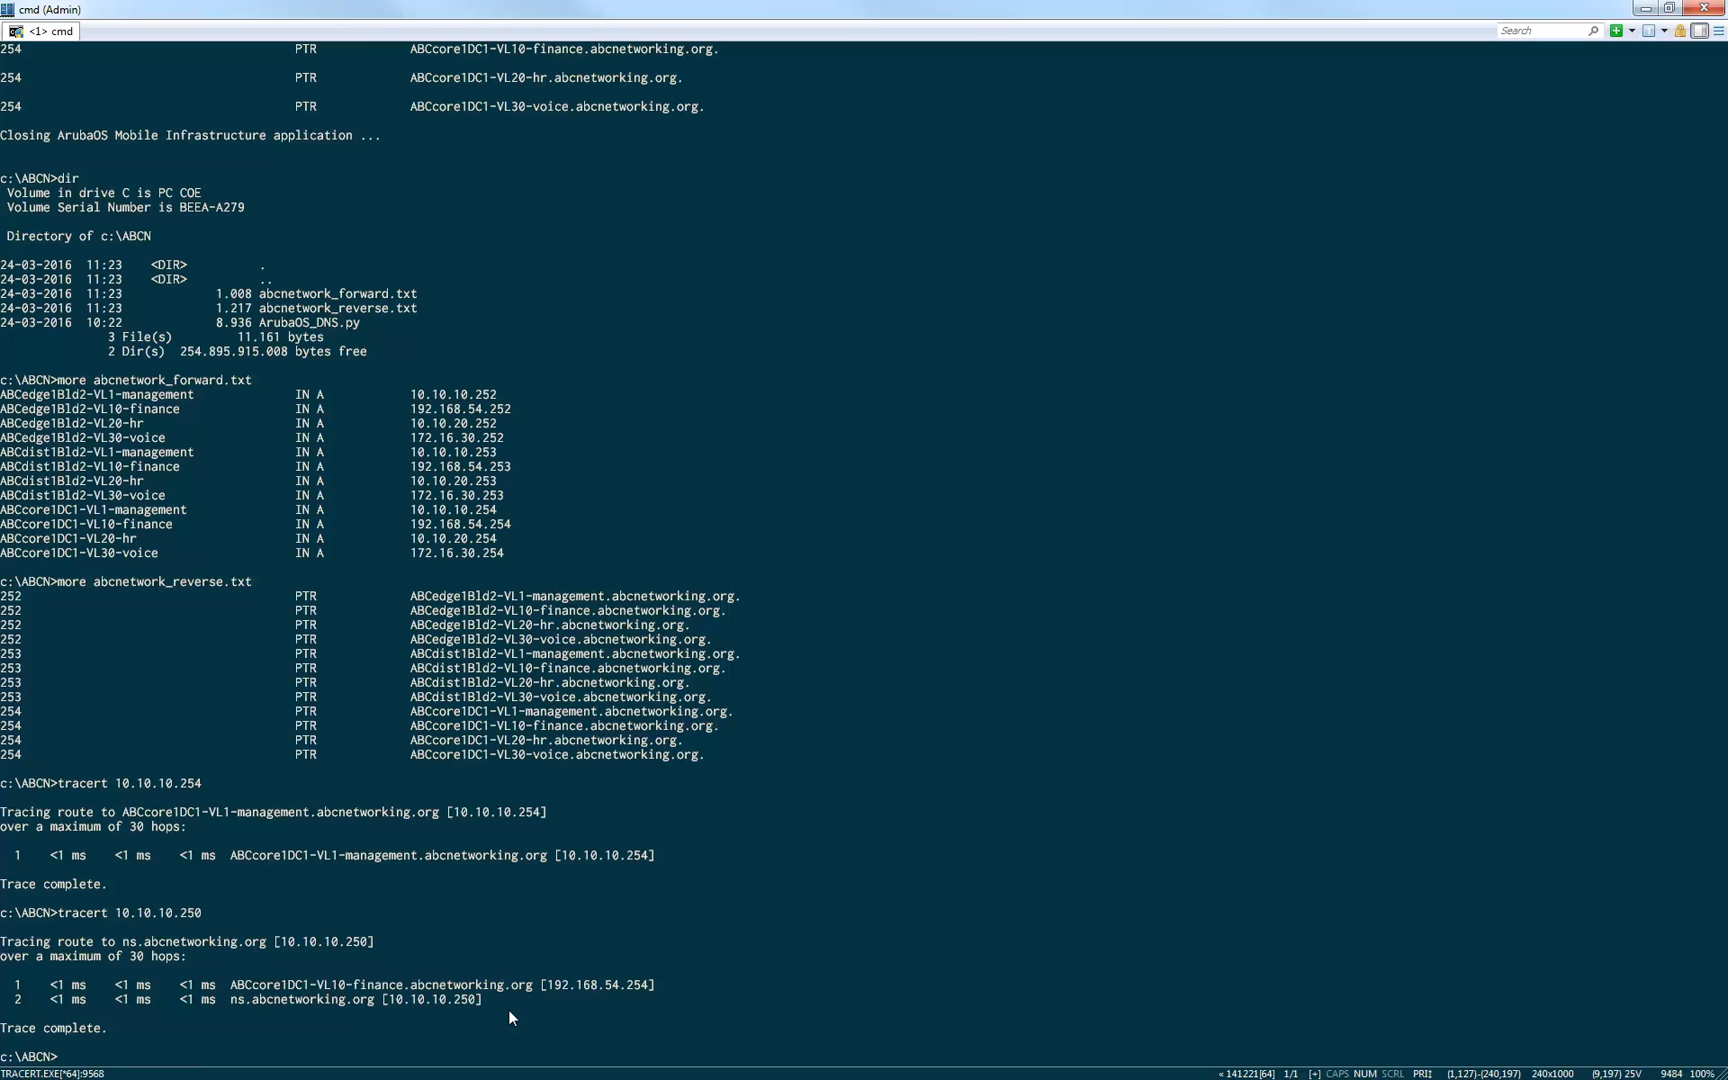 cmd (Admin)
<1> cmd
Search
254 PTR ABCcore1DC1-VL10-finance.abcnetworking.org.
254 PTR ABCcore1DC1-VL20-hr.abcnetworking.org.
254 PTR ABCcore1DC1-VL30-voice.abcnetworking.org.
Closing ArubaOS Mobile Infrastructure application ...
c:\ABCN>dir
Volume in drive C is PC COE
Volume Serial Number is BEEA-A279
Directory of c:\ABCN
24-03-2016 11:23 <DIR> .
24-03-2016 11:23 <DIR> ..
24-03-2016 11:23 1.008 abcnetwork_forward.txt
24-03-2016 11:23 1.217 abcnetwork_reverse.txt
24-03-2016 10:22 8.936 ArubaOS_DNS.py
3 File(s) 11.161 bytes
2 Dir(s) 254.895.915.008 bytes free
c:\ABCN>more abcnetwork_forward.txt
ABCedge1Bld2-VL1-management IN A 10.10.10.252
ABCedge1Bld2-VL10-finance IN A 192.168.54.252
ABCedge1Bld2-VL20-hr IN A 10.10.20.252
ABCedge1Bld2-VL30-voice IN A 172.16.30.252
ABCdist1Bld2-VL1-management IN A 10.10.10.253
ABCdist1Bld2-VL10-finance IN A 192.168.54.253
ABCdist1Bld2-VL20-hr IN A 10.10.20.253
ABCdist1Bld2-VL30-voice IN A 172.16.30.253
ABCcore1DC1-VL1-management IN A 10.10.10.254
ABCcore1DC1-VL10-finance IN A 192.168.54.254
ABCcore1DC1-VL20-hr IN A 10.10.20.254
ABCcore1DC1-VL30-voice IN A 172.16.30.254
c:\ABCN>more abcnetwork_reverse.txt
252 PTR ABCedge1Bld2-VL1-management.abcnetworking.org.
252 PTR ABCedge1Bld2-VL10-finance.abcnetworking.org.
252 PTR ABCedge1Bld2-VL20-hr.abcnetworking.org.
252 PTR ABCedge1Bld2-VL30-voice.abcnetworking.org.
253 PTR ABCdist1Bld2-VL1-management.abcnetworking.org.
253 PTR ABCdist1Bld2-VL10-finance.abcnetworking.org.
253 PTR ABCdist1Bld2-VL20-hr.abcnetworking.org.
253 PTR ABCdist1Bld2-VL30-voice.abcnetworking.org.
254 PTR ABCcore1DC1-VL1-management.abcnetworking.org.
254 PTR ABCcore1DC1-VL10-finance.abcnetworking.org.
254 PTR ABCcore1DC1-VL20-hr.abcnetworking.org.
254 PTR ABCcore1DC1-VL30-voice.abcnetworking.org.
c:\ABCN>tracert 10.10.10.254
Tracing route to ABCcore1DC1-VL1-management.abcnetworking.org [10.10.10.254]
over a maximum of 30 hops:
1 <1 ms <1 ms <1 ms ABCcore1DC1-VL1-management.abcnetworking.org [10.10.10.254]
Trace complete.
c:\ABCN>tracert 10.10.10.250
Tracing route to ns.abcnetworking.org [10.10.10.250]
over a maximum of 30 hops:
1 <1 ms <1 ms <1 ms ABCcore1DC1-VL10-finance.abcnetworking.org [192.168.54.254]
2 <1 ms <1 ms <1 ms ns.abcnetworking.org [10.10.10.250]
Trace complete.
c:\ABCN>
TRACERT.EXE[*64]:9568 « 141221[64] 1/1 [+] CAPS NUM SCRL PRI↕ (1,127)-(240,197) 240x1000 (9,197) 25V 9484 100%